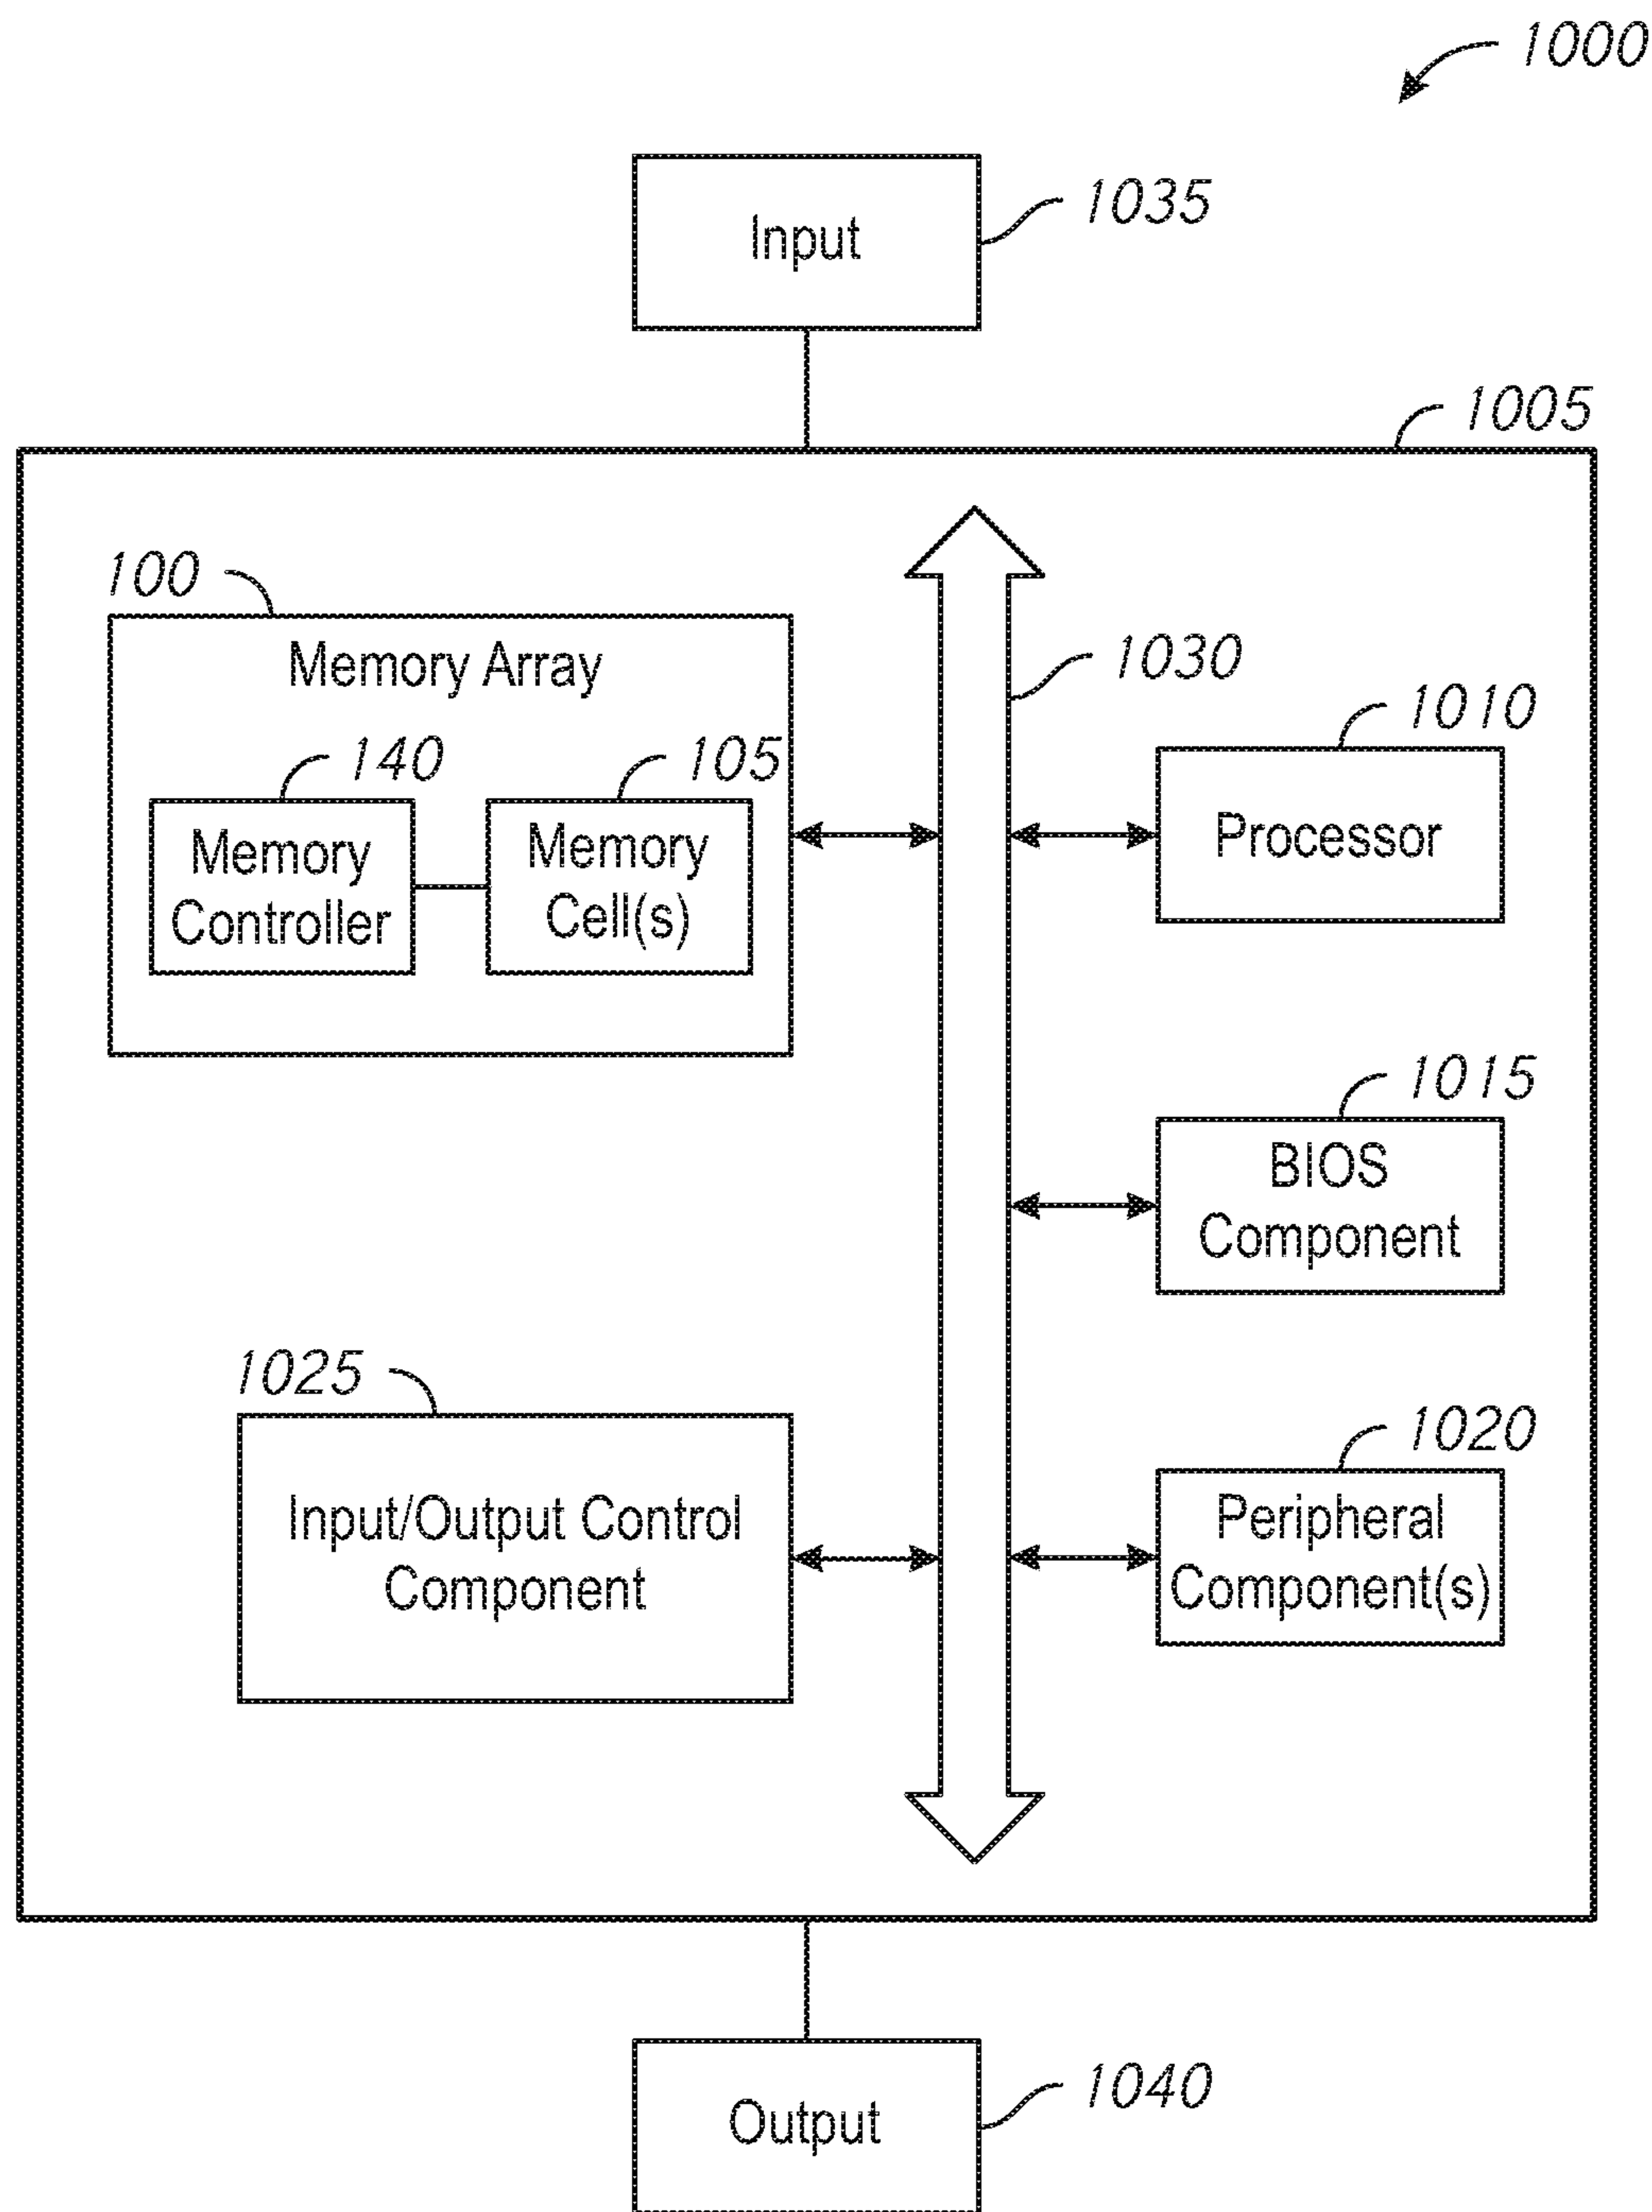 1000
1035
Input
1005
100
Memory Array
1030
1010
140
105
Processor
Memory
Controller
Memory
Cell(s)
1015
BIOS
Component
1025
1020
Input/Output Control
Component
Peripheral
Component(s)
1040
Output